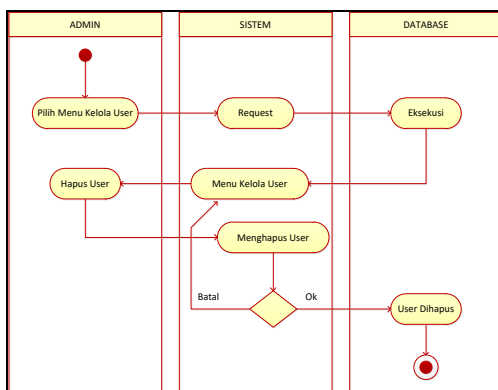 ADMIN
SISTEM
DATABASE
Pilih Menu Kelola User
Request
Eksekusi
Hapus User
Menu Kelola User
Menghapus User
Batal
Ok
User Dihapus